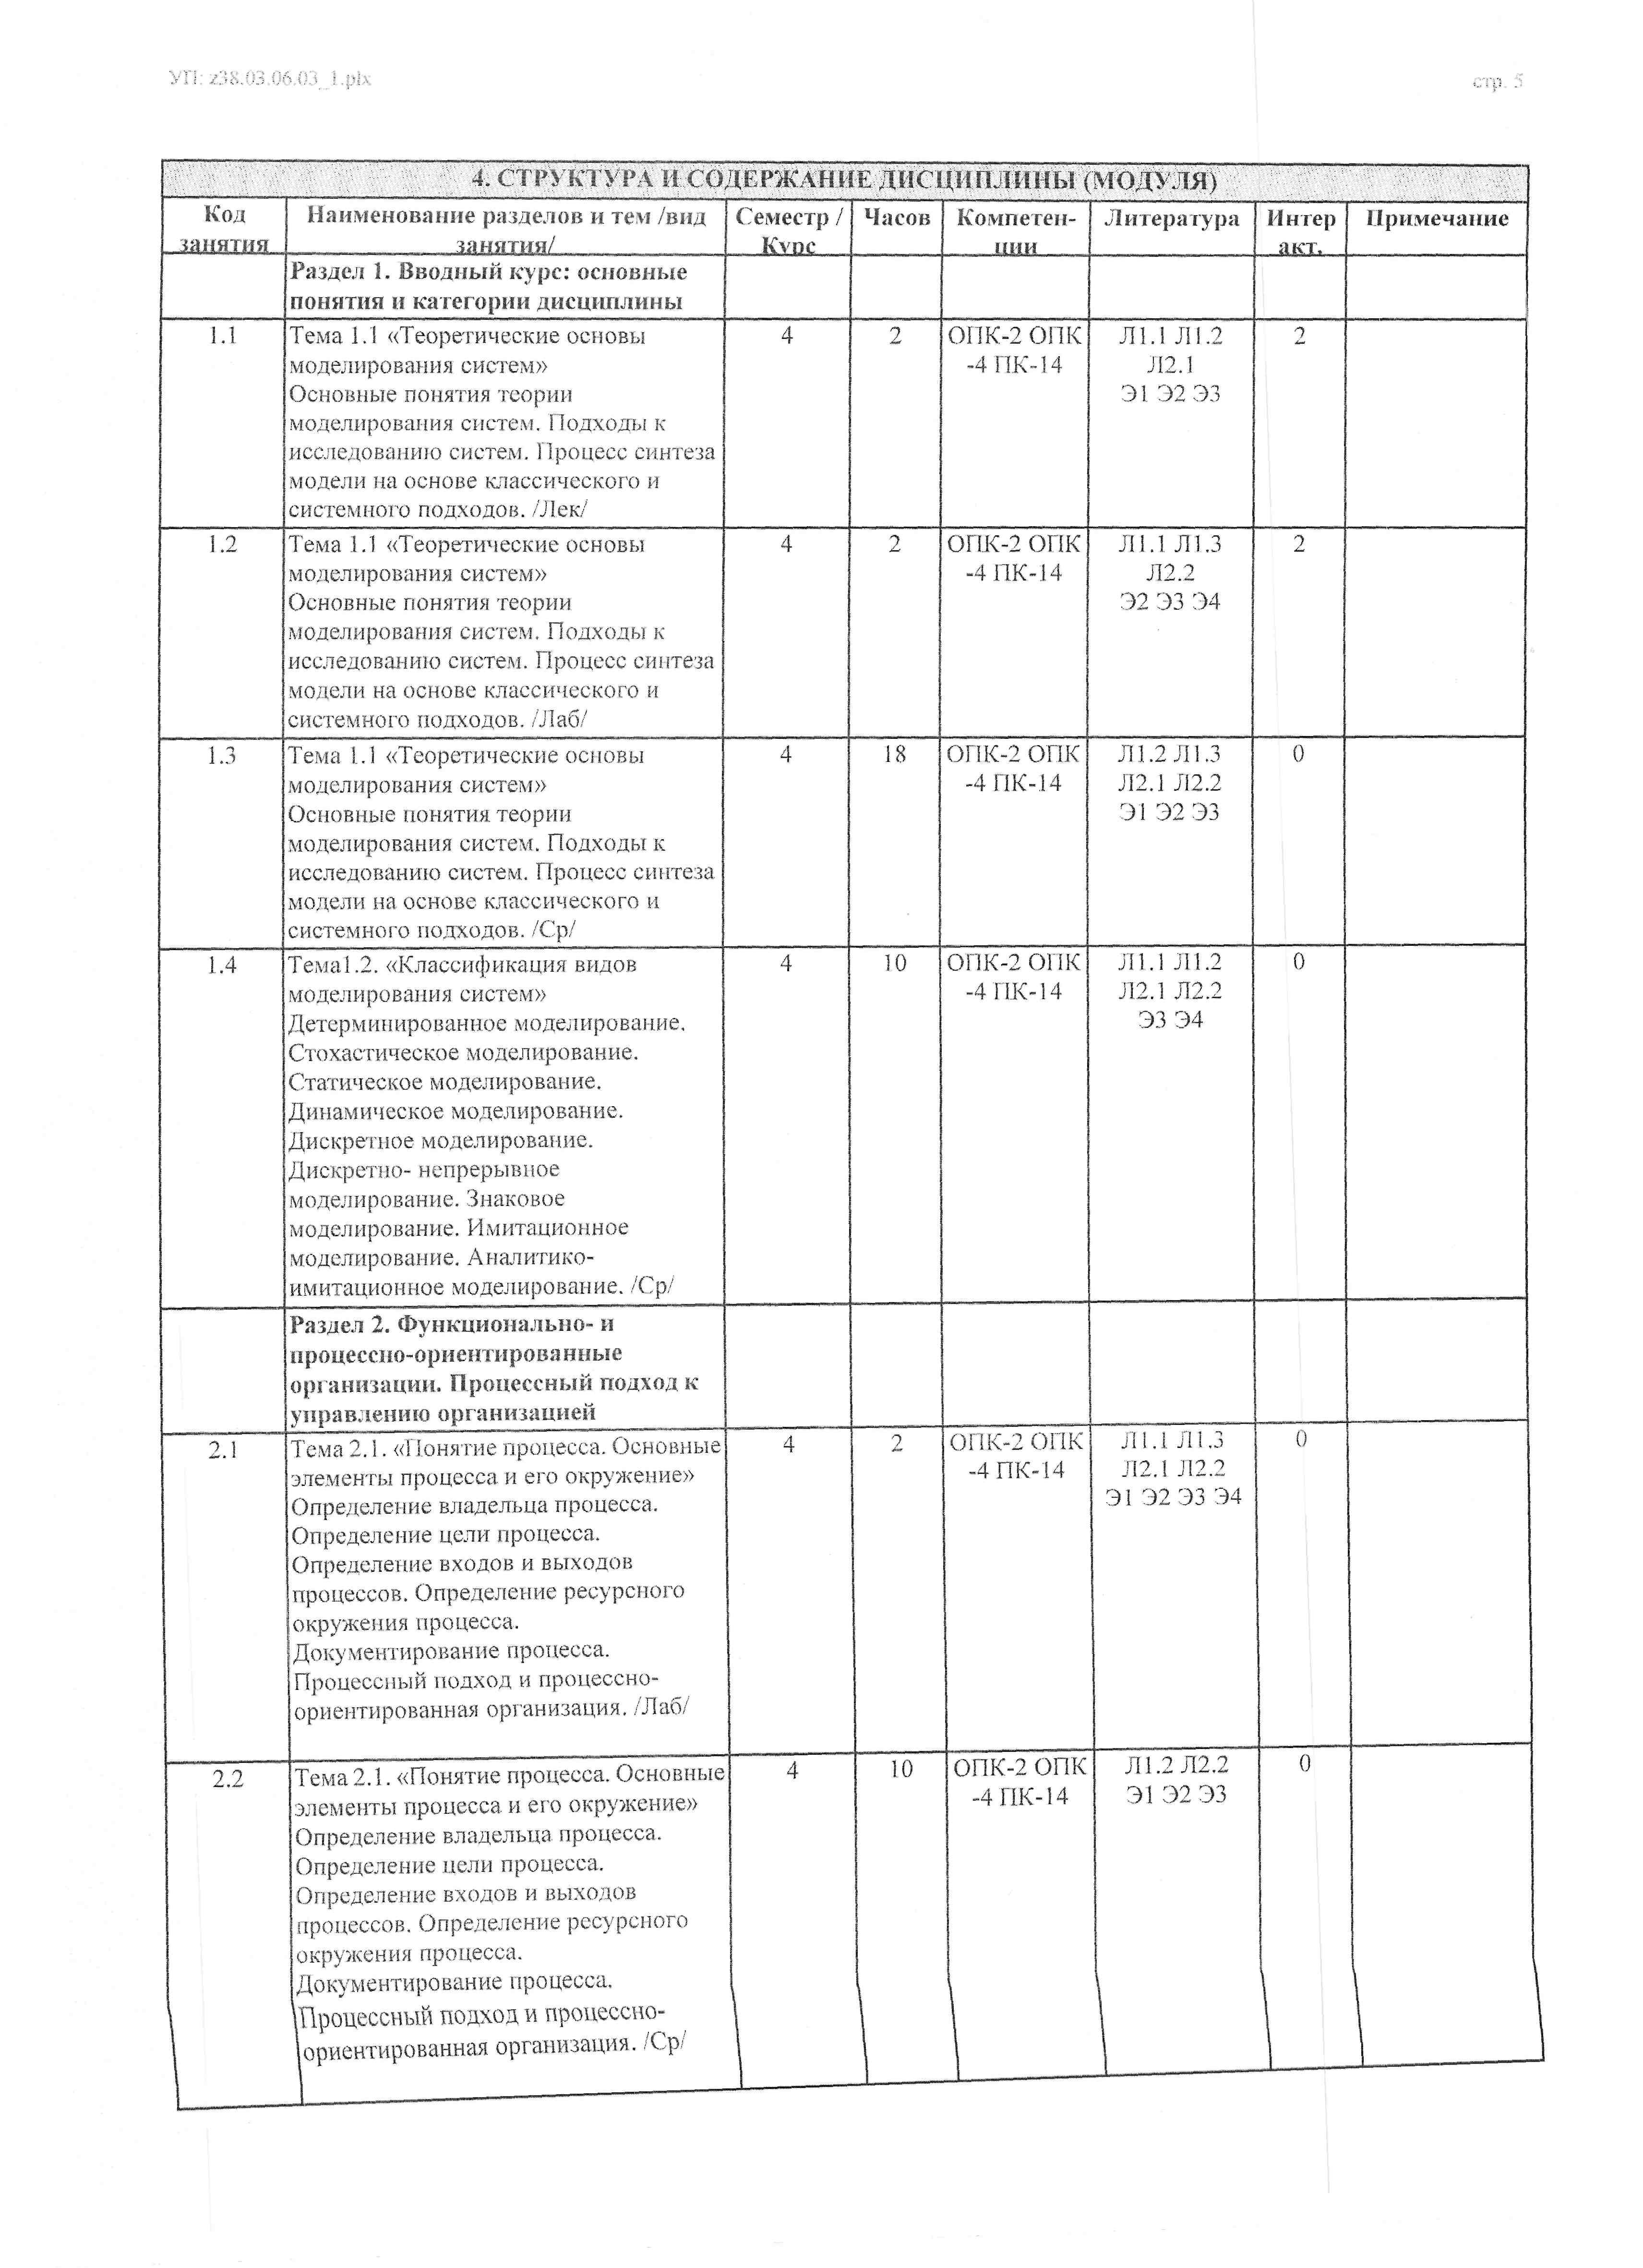 УП: z38.03.06.03_1.plx
стр. 5
4. СТРУКТУРА И СОДЕРЖАНИЕ ДИСЦИПЛИНЫ (МОДУЛЯ)
Код занятия
Наименование разделов и тем /вид занятия/
Семестр / Курс
Часов
Компетен-
ции
Литература
Интер
акт.
Примечание
Раздел 1. Вводный курс: основные
понятия и категории дисциплины
1.1
Тема 1.1 «Теоретические основы
моделирования систем»
Основные понятия теории
моделирования систем. Подходы к
исследованию систем. Процесс синтеза
модели на основе классического и
системного подходов. /Лек/
4
2
ОПК-2 ОПК
-4 ПК-14
Л1.1 Л1.2
Л2.1
Э1 Э2 Э3
2
1.2
Тема 1.1 «Теоретические основы
моделирования систем»
Основные понятия теории
моделирования систем. Подходы к
исследованию систем. Процесс синтеза
модели на основе классического и
системного подходов. /Лаб/
4
2
ОПК-2 ОПК
-4 ПК-14
Л1.1 Л1.3
Л2.2
Э2 Э3 Э4
2
1.3
Тема 1.1 «Теоретические основы
моделирования систем»
Основные понятия теории
моделирования систем. Подходы к
исследованию систем. Процесс синтеза
модели на основе классического и
системного подходов. /Ср/
4
18
ОПК-2 ОПК
-4 ПК-14
Л1.2 Л1.3
Л2.1 Л2.2
Э1 Э2 Э3
0
1.4
Тема1.2. «Классификация видов
моделирования систем»
Детерминированное моделирование.
Стохастическое моделирование.
Статическое моделирование.
Динамическое моделирование.
Дискретное моделирование.
Дискретно- непрерывное
моделирование. Знаковое
моделирование. Имитационное
моделирование. Аналитико-
имитационное моделирование. /Ср/
4
10
ОПК-2 ОПК
-4 ПК-14
Л1.1 Л1.2
Л2.1 Л2.2
Э3 Э4
0
Раздел 2. Функционально- и
процессно-ориентированные
организации. Процессный подход к
управлению организацией
2.1
Тема 2.1. «Понятие процесса. Основные
элементы процесса и его окружение»
Определение владельца процесса.
Определение цели процесса.
Определение входов и выходов
процессов. Определение ресурсного
окружения процесса.
Документирование процесса.
Процессный подход и процессно-
ориентированная организация. /Лаб/
4
2
ОПК-2 ОПК
-4 ПК-14
Л1.1 Л1.3
Л2.1 Л2.2
Э1 Э2 Э3 Э4
0
2.2
Тема 2.1. «Понятие процесса. Основные
элементы процесса и его окружение»
Определение владельца процесса.
Определение цели процесса.
Определение входов и выходов
процессов. Определение ресурсного
окружения процесса.
Документирование процесса.
Процессный подход и процессно-
ориентированная организация. /Ср/
4
10
ОПК-2 ОПК
-4 ПК-14
Л1.2 Л2.2
Э1 Э2 Э3
0